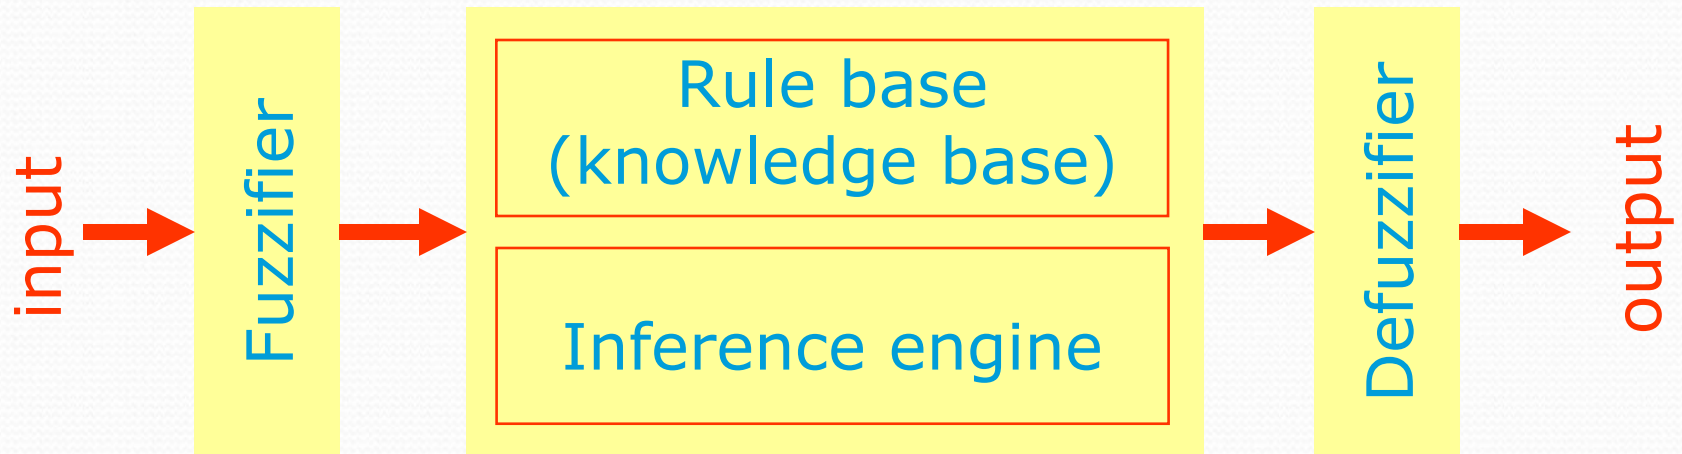 input
Fuzzifier
Rule base
(knowledge base)
Inference engine
Defuzzifier
output